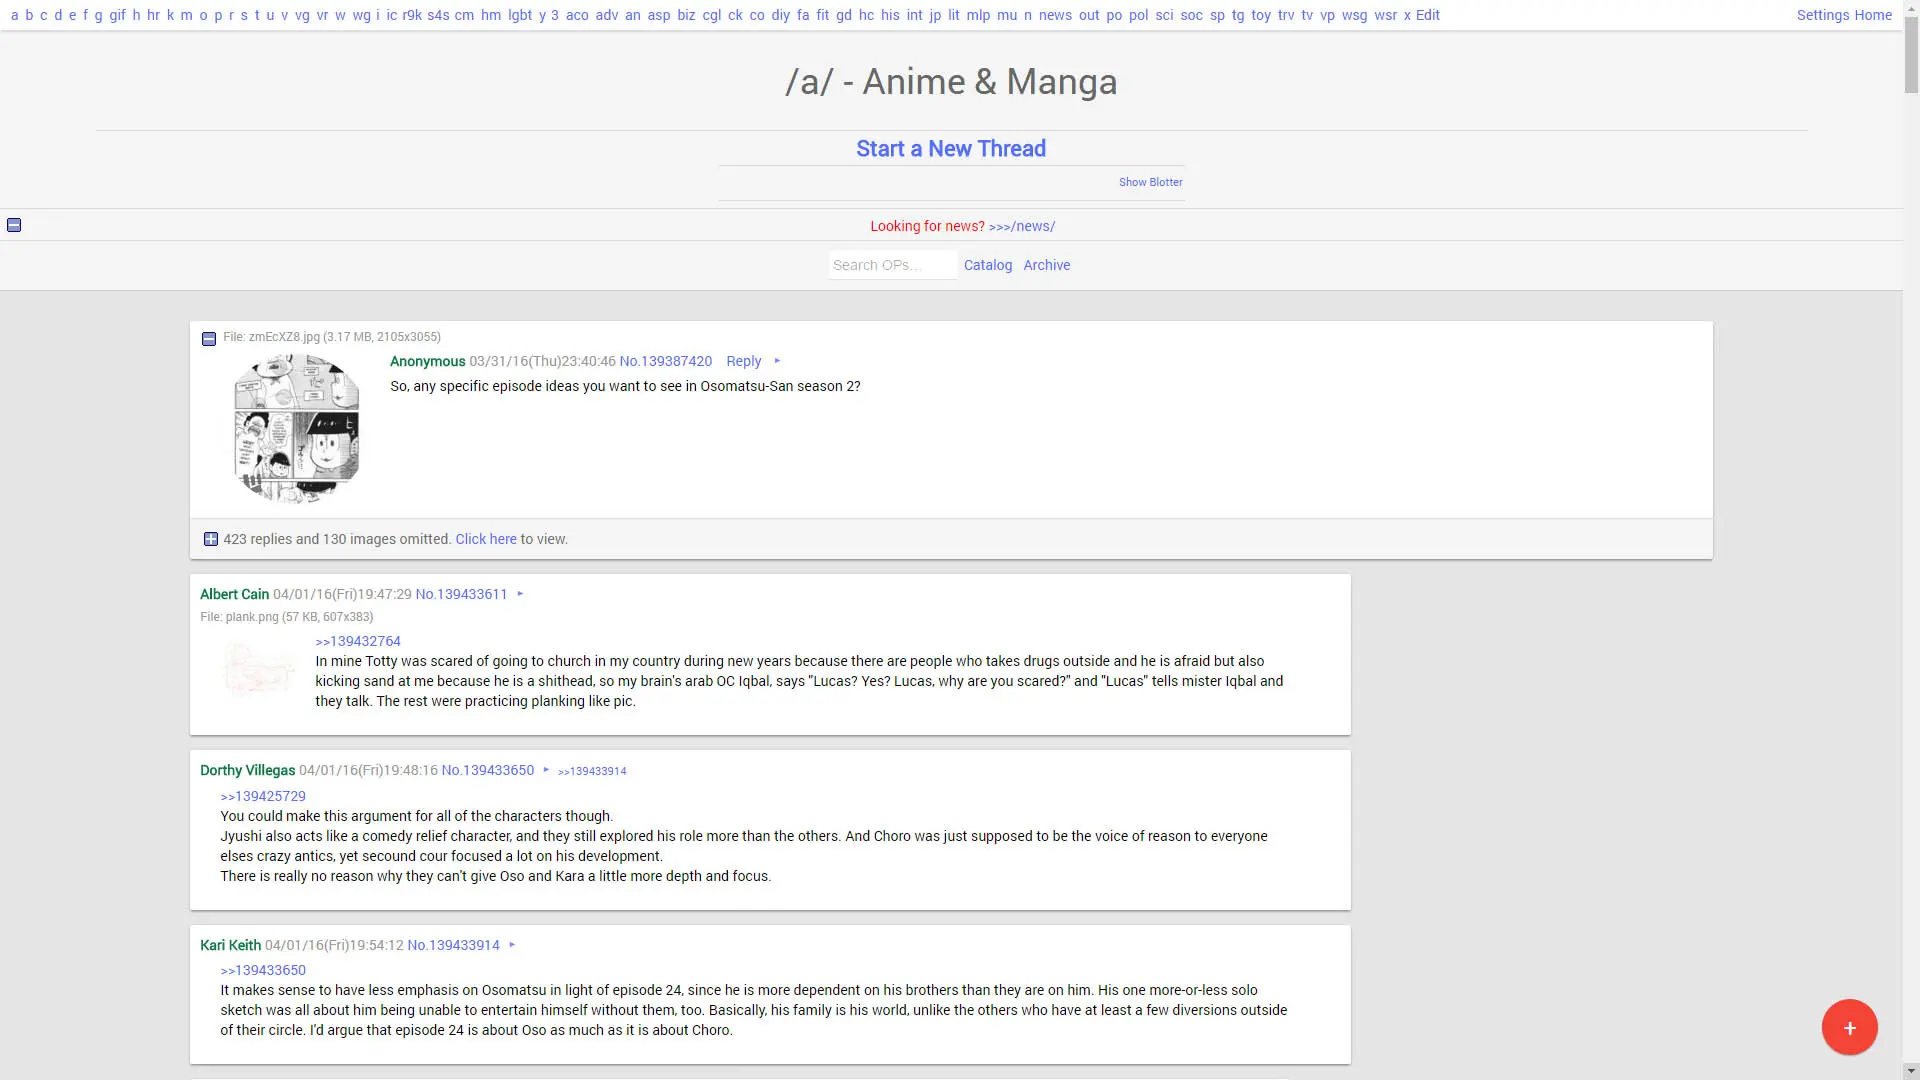 a b c d e f g gif h hr k m o p r s t u v vg vr w wg i ic r9k s4s cm hm lgbt y 3 aco adv an asp biz cgl ck co diy fa fit gd hc his int jp lit mlp mu n news out po pol sci soc sp tg toy trv tv vp wsg wsr x Edit Settings Home
/a/ - Anime & Manga
Start a New Thread
Show Blotter
Looking for news? >>>/news/
Search OPs... Catalog Archive
File: zmEcXZ8.jpg (3.17 MB, 2105x3055)
Anonymous 03/31/16(Thu)23:40:46 No.139387420 Reply
So, any specific episode ideas you want to see in Osomatsu-San season 2?
423 replies and 130 images omitted. Click here to view.
Albert Cain 04/01/16(Fri)19:47:29 No.139433611
File: plank.png (57 KB, 607x383)
>>139432764
In mine Totty was scared of going to church in my country during new years because there are people who takes drugs outside and he is afraid but also
kicking sand at me because he is a shithead, so my brain's arab OC Iqbal, says "Lucas? Yes? Lucas, why are you scared?" and "Lucas" tells mister Iqbal and
they talk. The rest were practicing planking like pic.
Dorthy Villegas 04/01/16(Fri)19:48:16 No.139433650 >>139433914
>>139425729
You could make this argument for all of the characters though.
Jyushi also acts like a comedy relief character, and they still explored his role more than the others. And Choro was just supposed to be the voice of reason to everyone
elses crazy antics, yet secound cour focused a lot on his development.
There is really no reason why they can't give Oso and Kara a little more depth and focus.
Kari Keith 04/01/16(Fri)19:54:12 No.139433914
>>139433650
It makes sense to have less emphasis on Osomatsu in light of episode 24, since he is more dependent on his brothers than they are on him. His one more-or-less solo
sketch was all about him being unable to entertain himself without them, too. Basically, his family is his world, unlike the others who have at least a few diversions outside
of their circle. I'd argue that episode 24 is about Oso as much as it is about Choro.
+